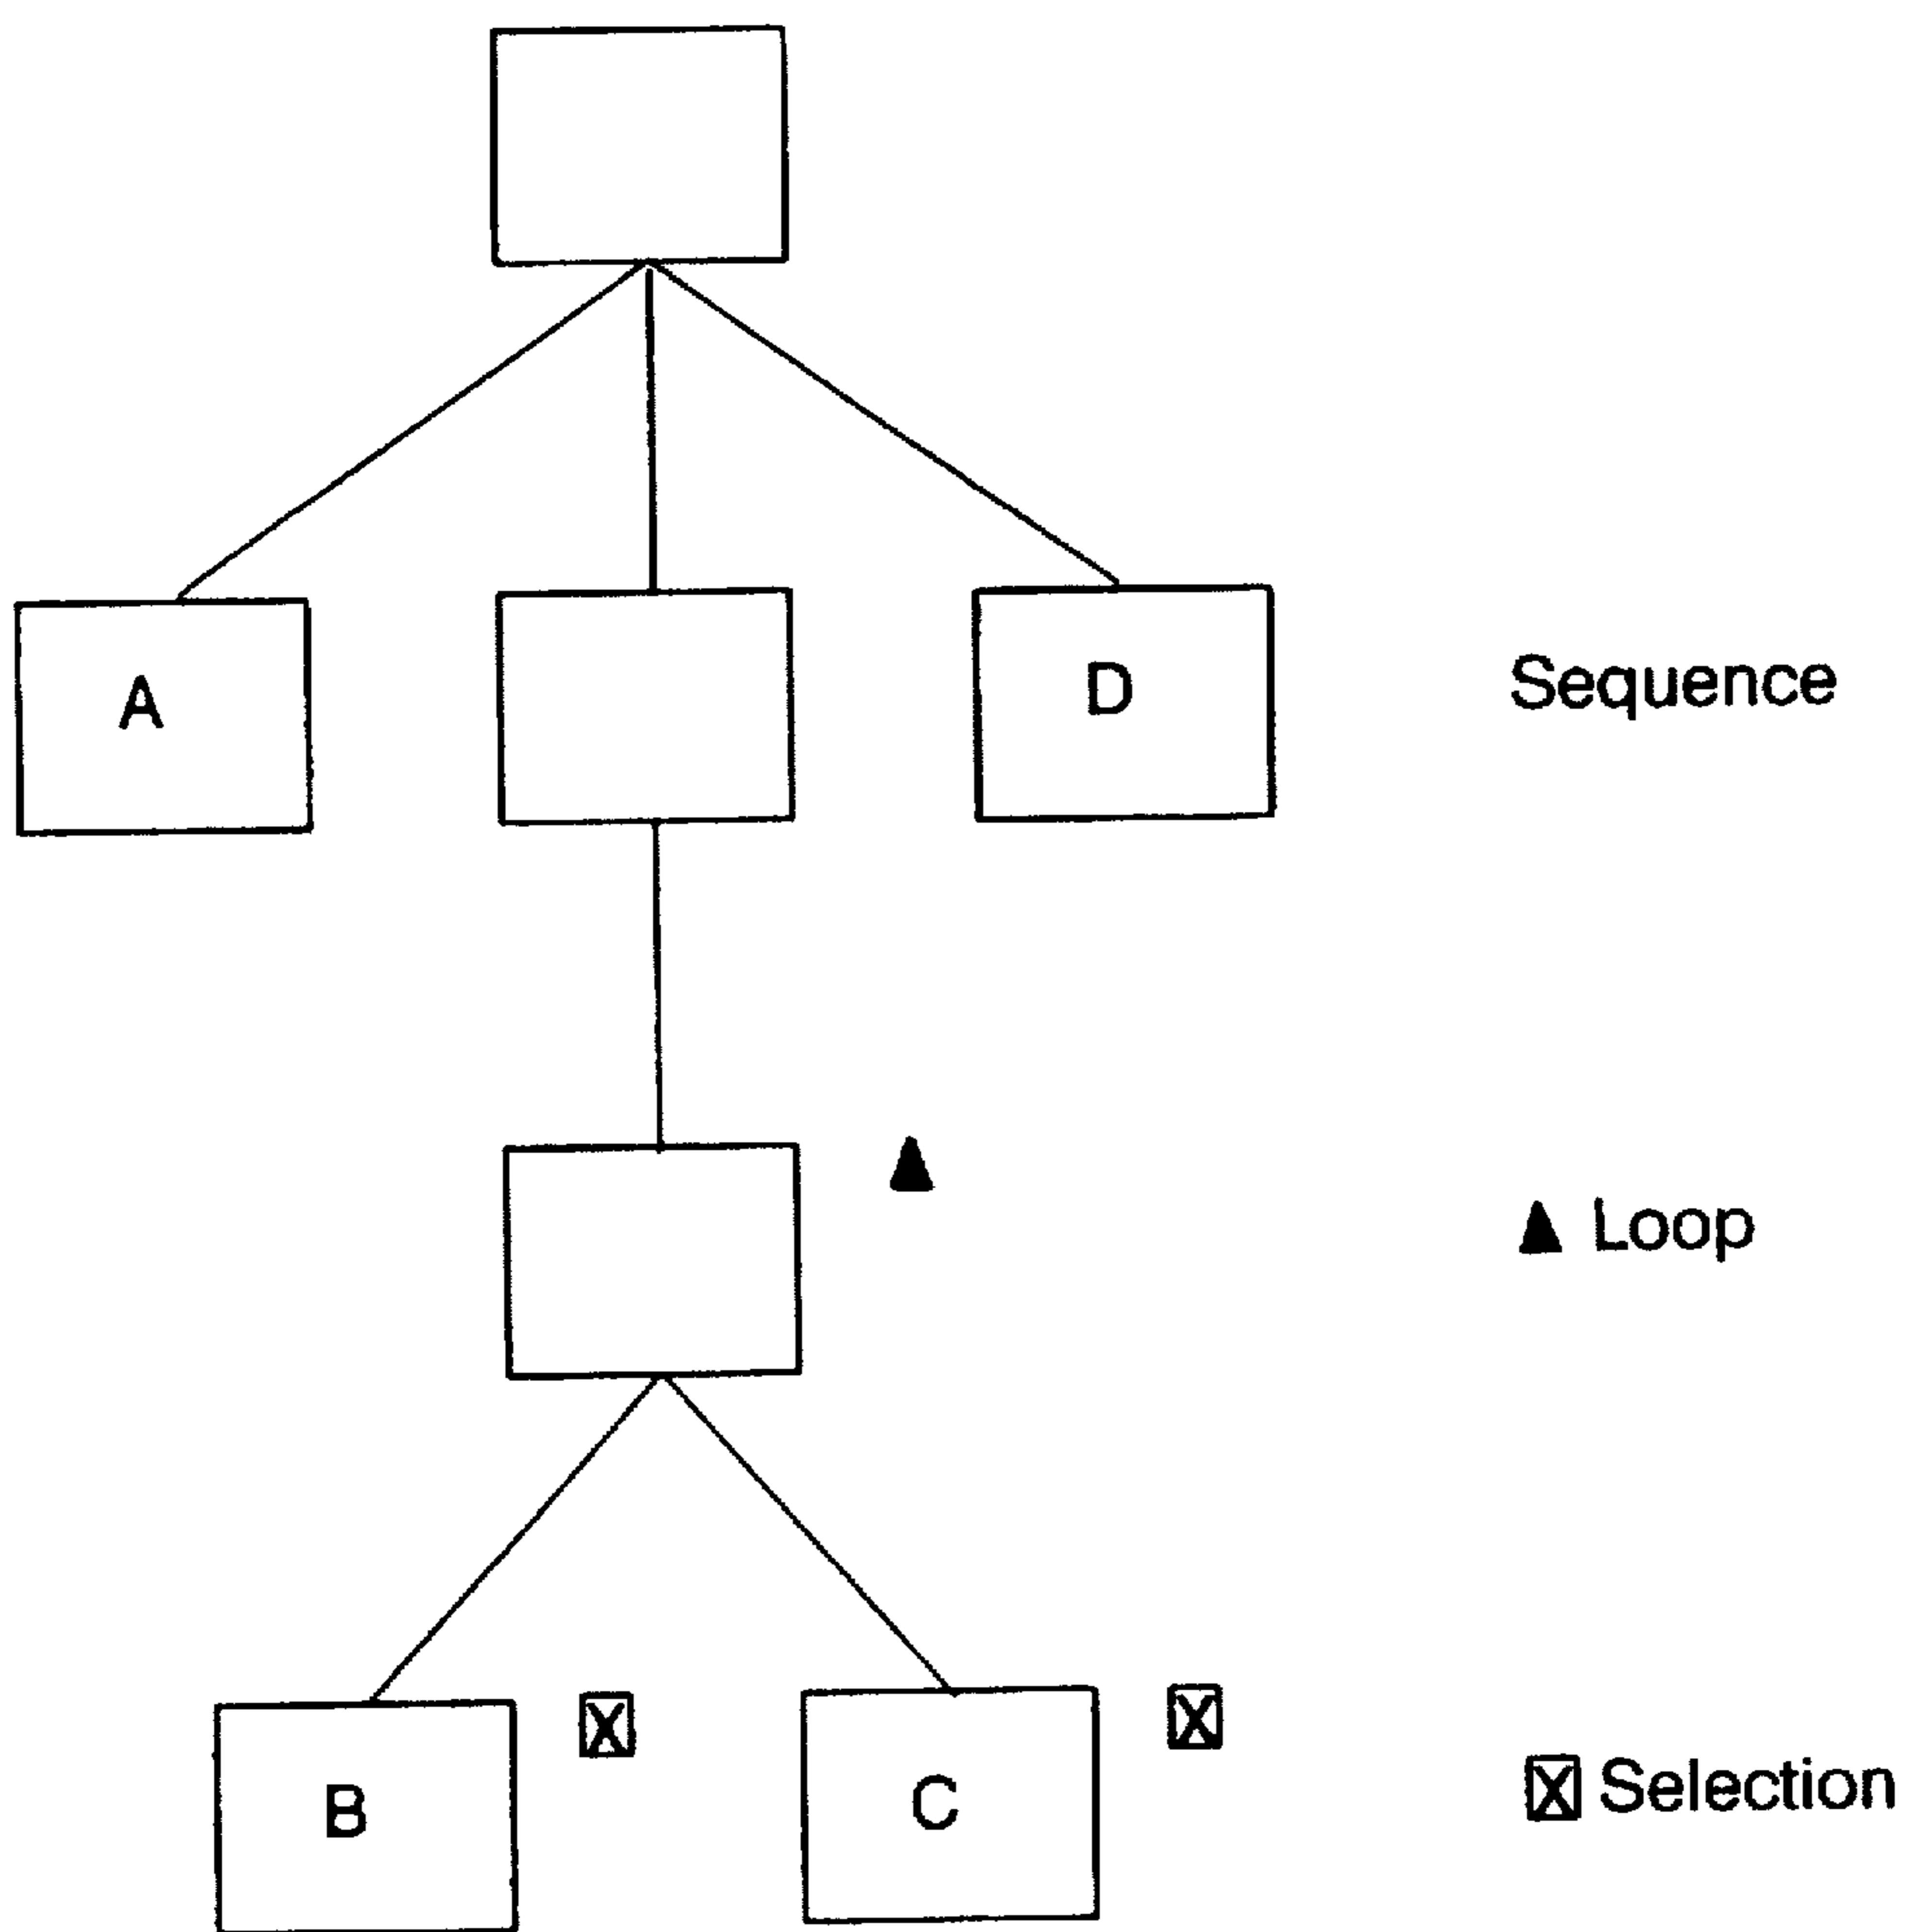 A
D
Sequence
▲ Loop
B
C
☒ Selection